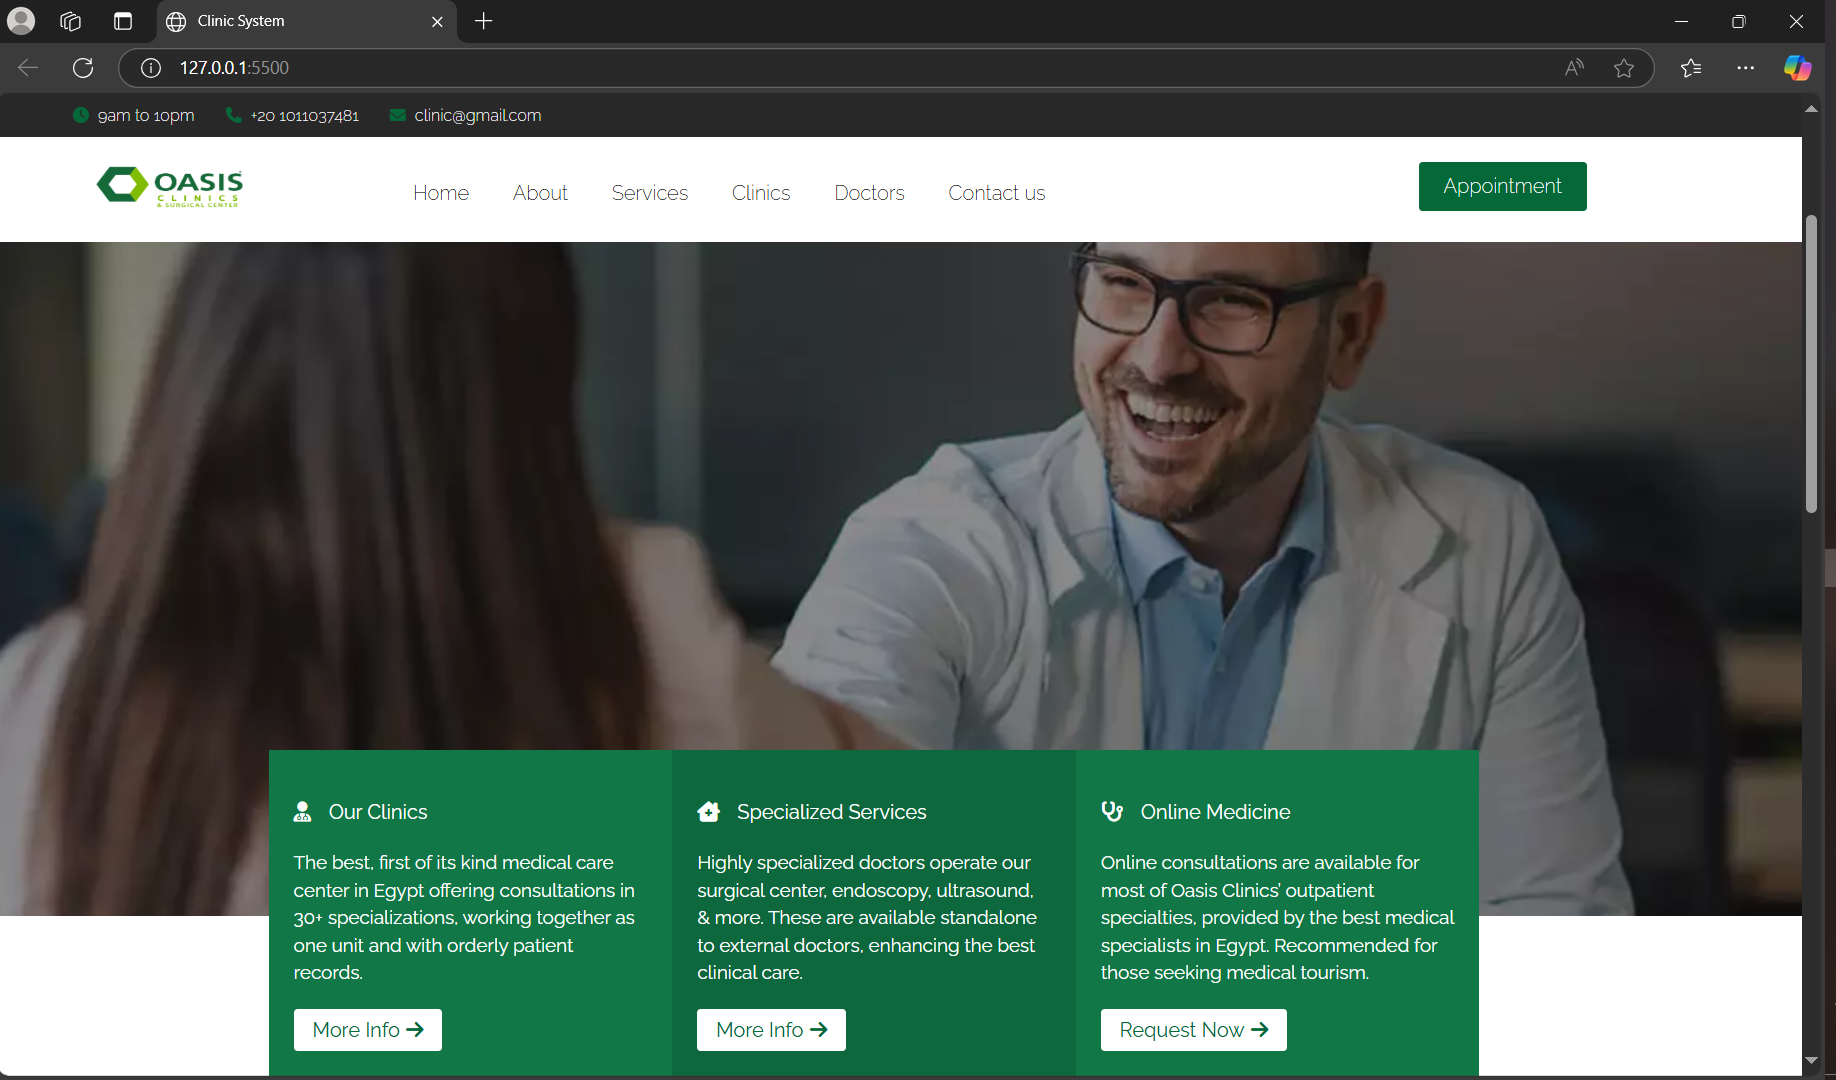 Clinic System
127.0.0.1:5500
9am to 10pm
+20 1011037481
clinic@gmail.com
OASIS
CLINICS
& SURGICAL CENTER
Home
About
Services
Clinics
Doctors
Contact us
Appointment
Our Clinics
The best, first of its kind medical care
center in Egypt offering consultations in
30+ specializations, working together as
one unit and with orderly patient
records.
More Info
Specialized Services
Highly specialized doctors operate our
surgical center, endoscopy, ultrasound,
& more. These are available standalone
to external doctors, enhancing the best
clinical care.
More Info
Online Medicine
Online consultations are available for
most of Oasis Clinics’ outpatient
specialties, provided by the best medical
specialists in Egypt. Recommended for
those seeking medical tourism.
Request Now